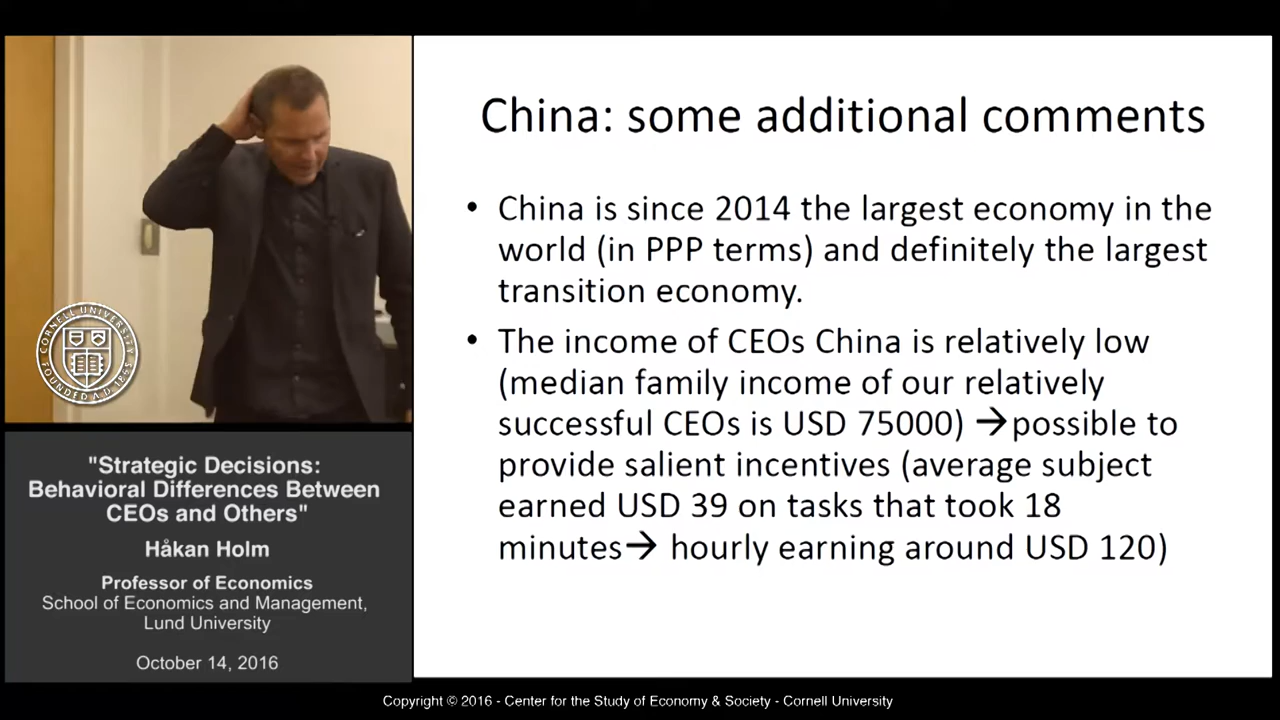 China: some additional comments
• China is since 2014 the largest economy in the
world (in PPP terms) and definitely the largest
transition economy.
• The income of CEOs China is relatively low
(median family income of our relatively
successful CEOs is USD 75000) →possible to
provide salient incentives (average subject
earned USD 39 on tasks that took 18
minutes→ hourly earning around USD 120)
CORNELL UNIVERSITY
FOUNDED A.D. 1865
"Strategic Decisions:
Behavioral Differences Between
CEOs and Others"
Håkan Holm
Professor of Economics
School of Economics and Management,
Lund University
October 14, 2016
Copyright © 2016 - Center for the Study of Economy & Society - Cornell University